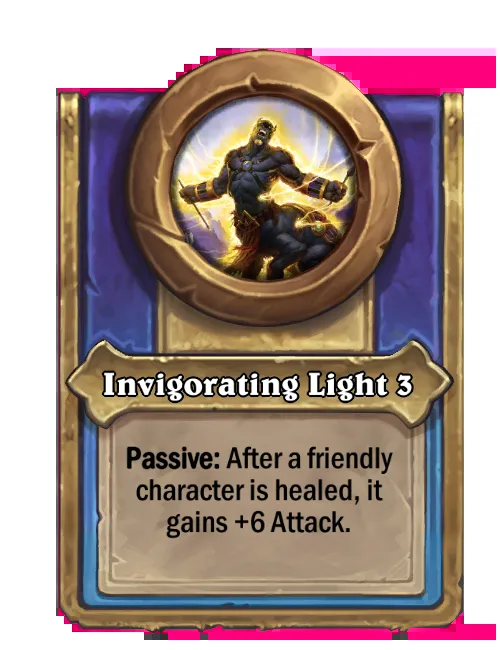 Invigorating Light 3
Passive: After a friendly
character is healed, it
gains +6 Attack.